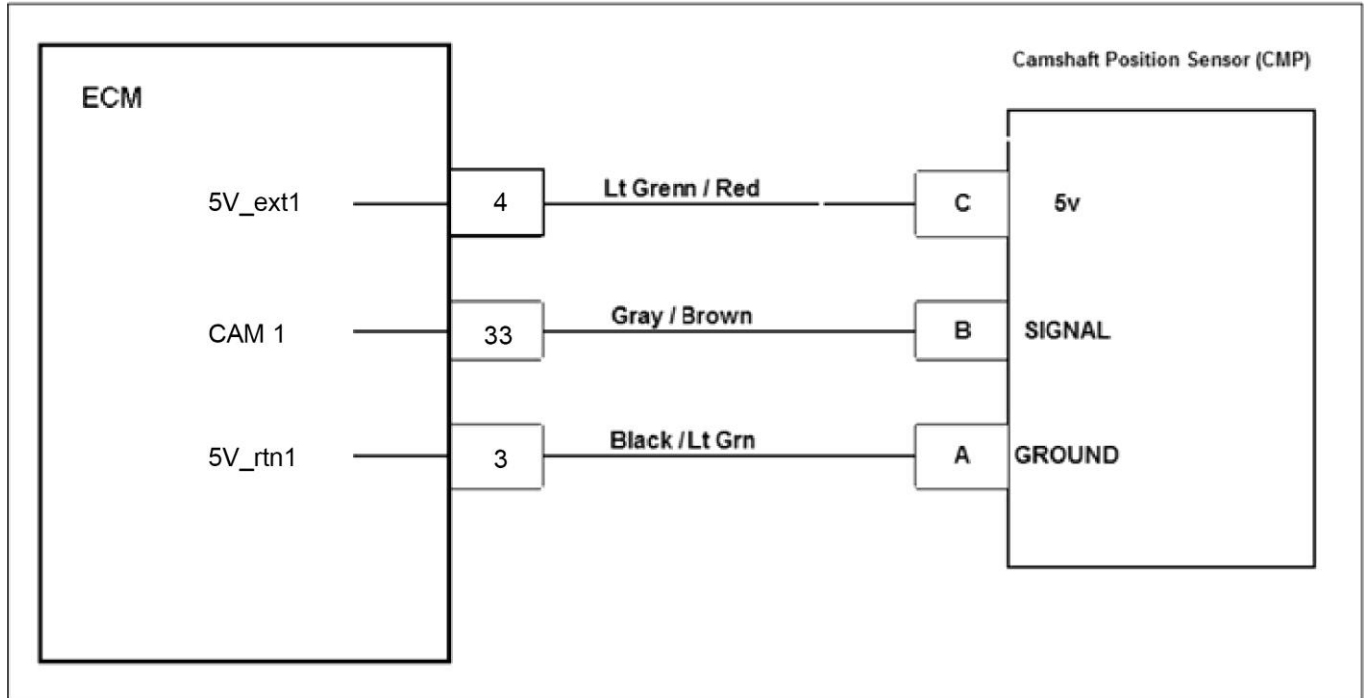 Camshaft Position Sensor (CMP)
ECM
5V_ext1 4 Lt Grenn / Red C 5v
CAM 1 33 Gray / Brown B SIGNAL
5V_rtn1 3 Black / Lt Grn A GROUND